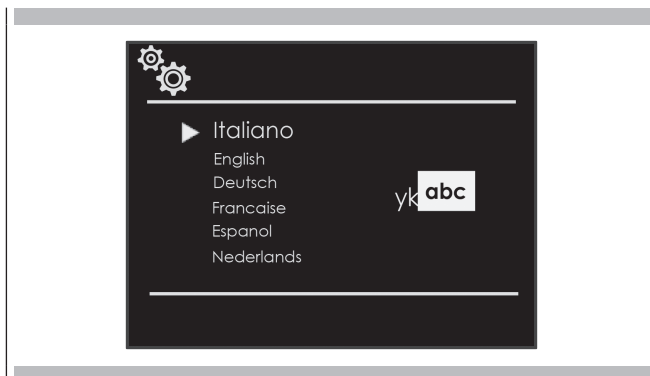 Italiano
English
Deutsch
Francaise
Espanol
Nederlands
yk abc